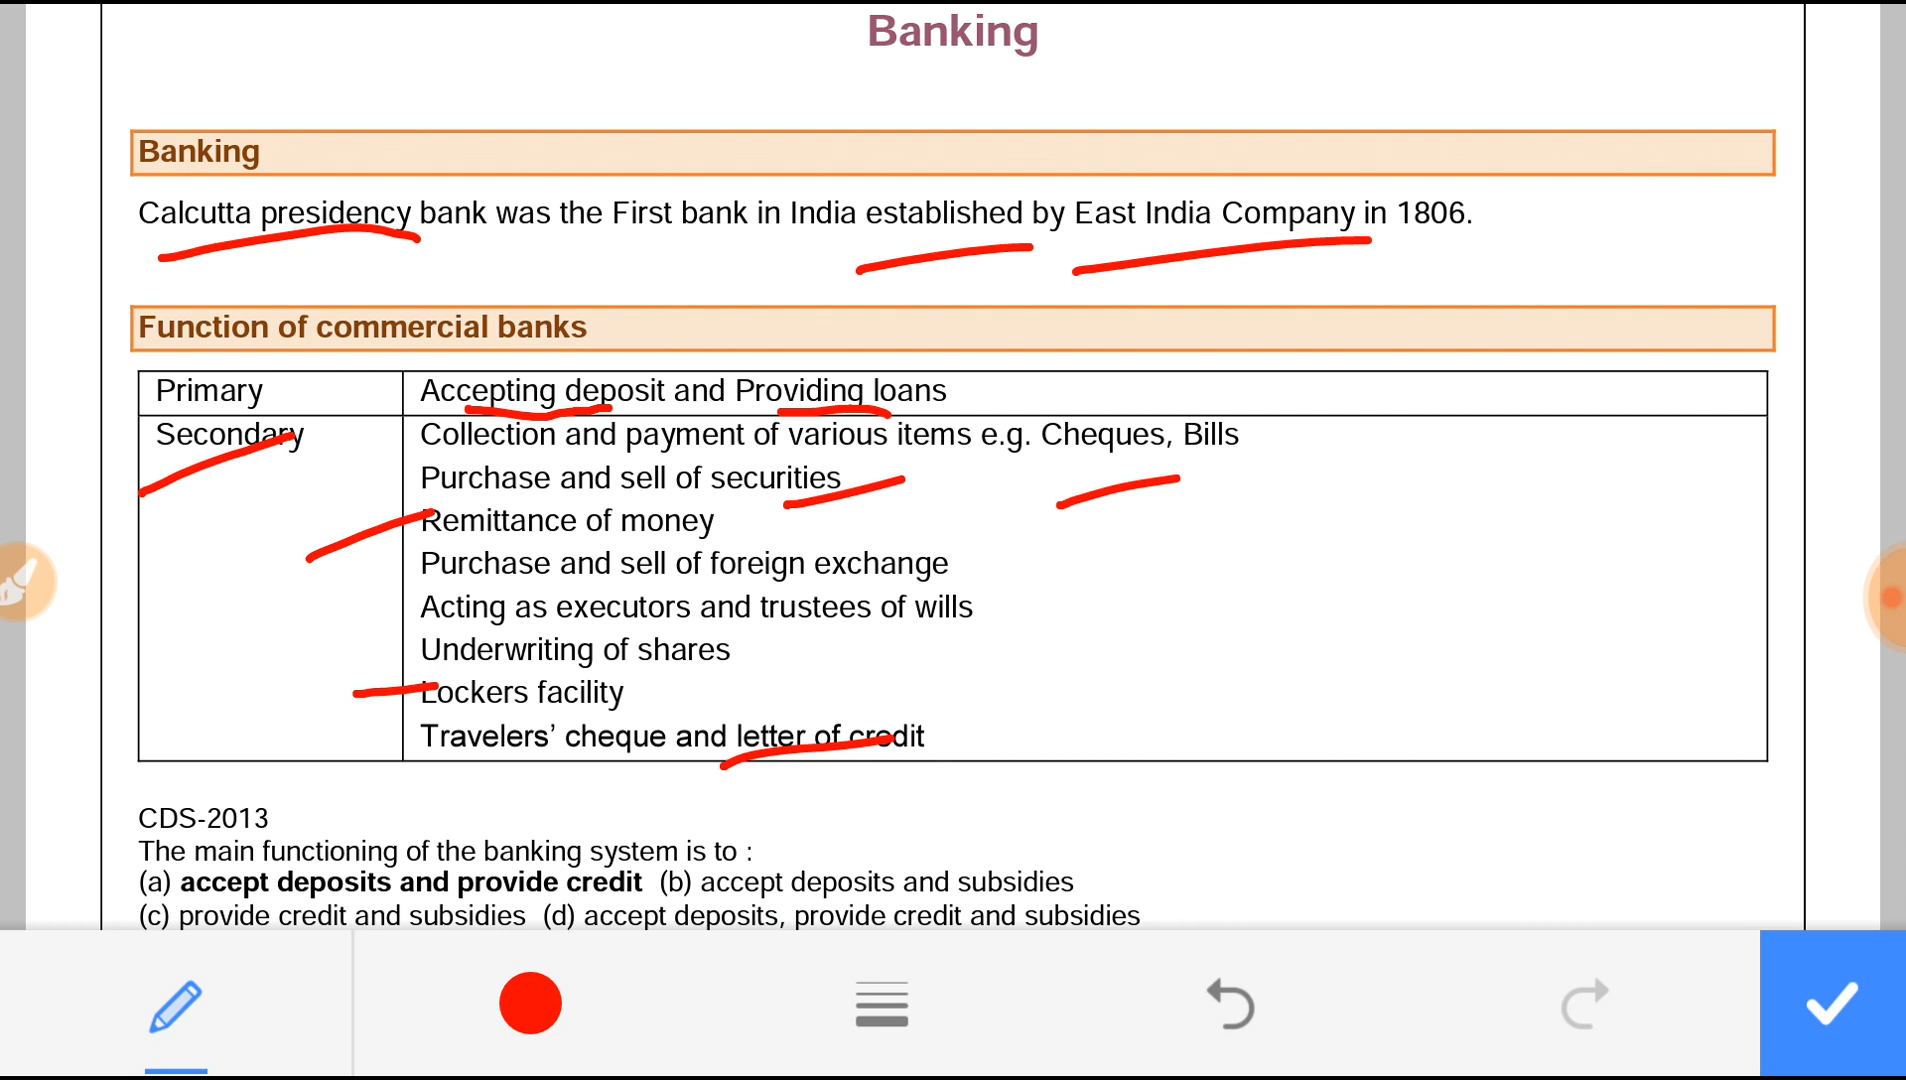 Banking
Banking
Calcutta presidency bank was the First bank in India established by East India Company in 1806.
Function of commercial banks
Primary Accepting deposit and Providing loans
Secondary Collection and payment of various items e.g. Cheques, Bills
Purchase and sell of securities
Remittance of money
Purchase and sell of foreign exchange
Acting as executors and trustees of wills
Underwriting of shares
Lockers facility
Travelers’ cheque and letter of credit
CDS-2013
The main functioning of the banking system is to :
(a) accept deposits and provide credit (b) accept deposits and subsidies
(c) provide credit and subsidies (d) accept deposits, provide credit and subsidies